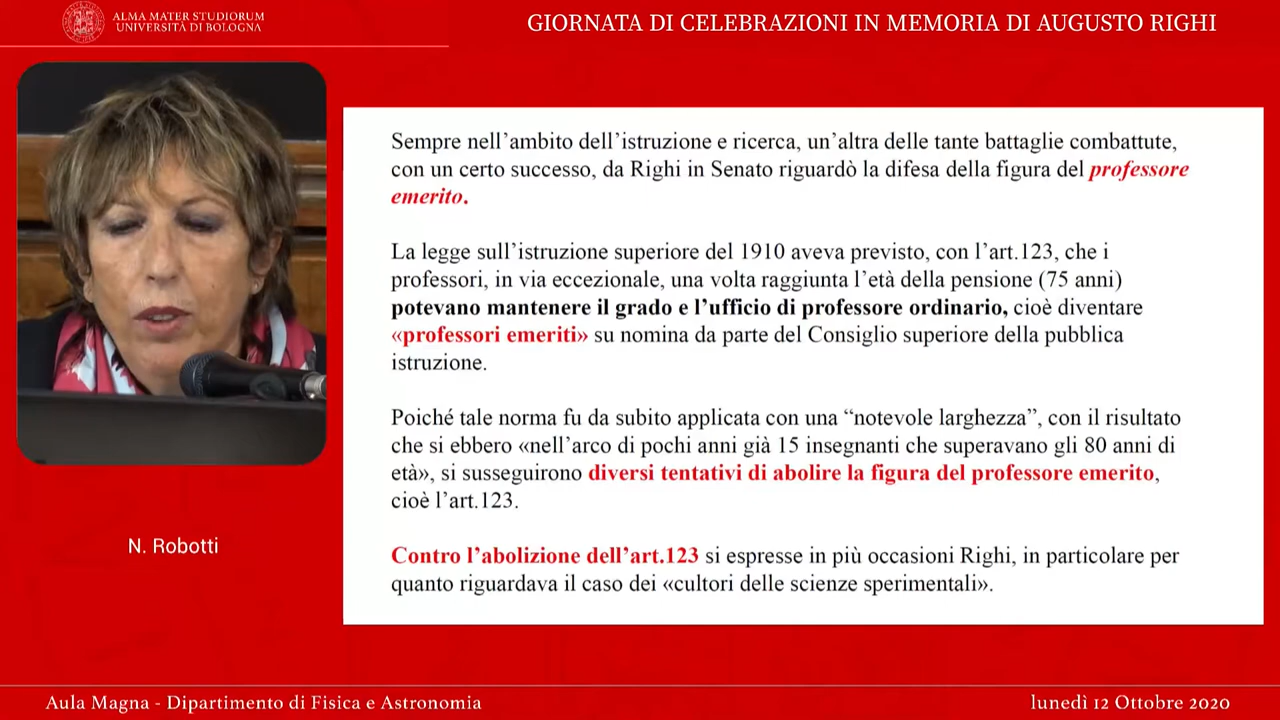 ALMA MATER STUDIORUM
UNIVERSITÀ DI BOLOGNA
GIORNATA DI CELEBRAZIONI IN MEMORIA DI AUGUSTO RIGHI
Sempre nell’ambito dell’istruzione e ricerca, un’altra delle tante battaglie combattute,
con un certo successo, da Righi in Senato riguardò la difesa della figura del professore
emerito.
La legge sull’istruzione superiore del 1910 aveva previsto, con l’art.123, che i
professori, in via eccezionale, una volta raggiunta l’età della pensione (75 anni)
potevano mantenere il grado e l’ufficio di professore ordinario, cioè diventare
«professori emeriti» su nomina da parte del Consiglio superiore della pubblica
istruzione.
Poiché tale norma fu da subito applicata con una “notevole larghezza”, con il risultato
che si ebbero «nell’arco di pochi anni già 15 insegnanti che superavano gli 80 anni di
età», si susseguirono diversi tentativi di abolire la figura del professore emerito,
cioè l’art.123.
Contro l’abolizione dell’art.123 si espresse in più occasioni Righi, in particolare per
quanto riguardava il caso dei «cultori delle scienze sperimentali».
N. Robotti
Aula Magna - Dipartimento di Fisica e Astronomia
lunedì 12 Ottobre 2020